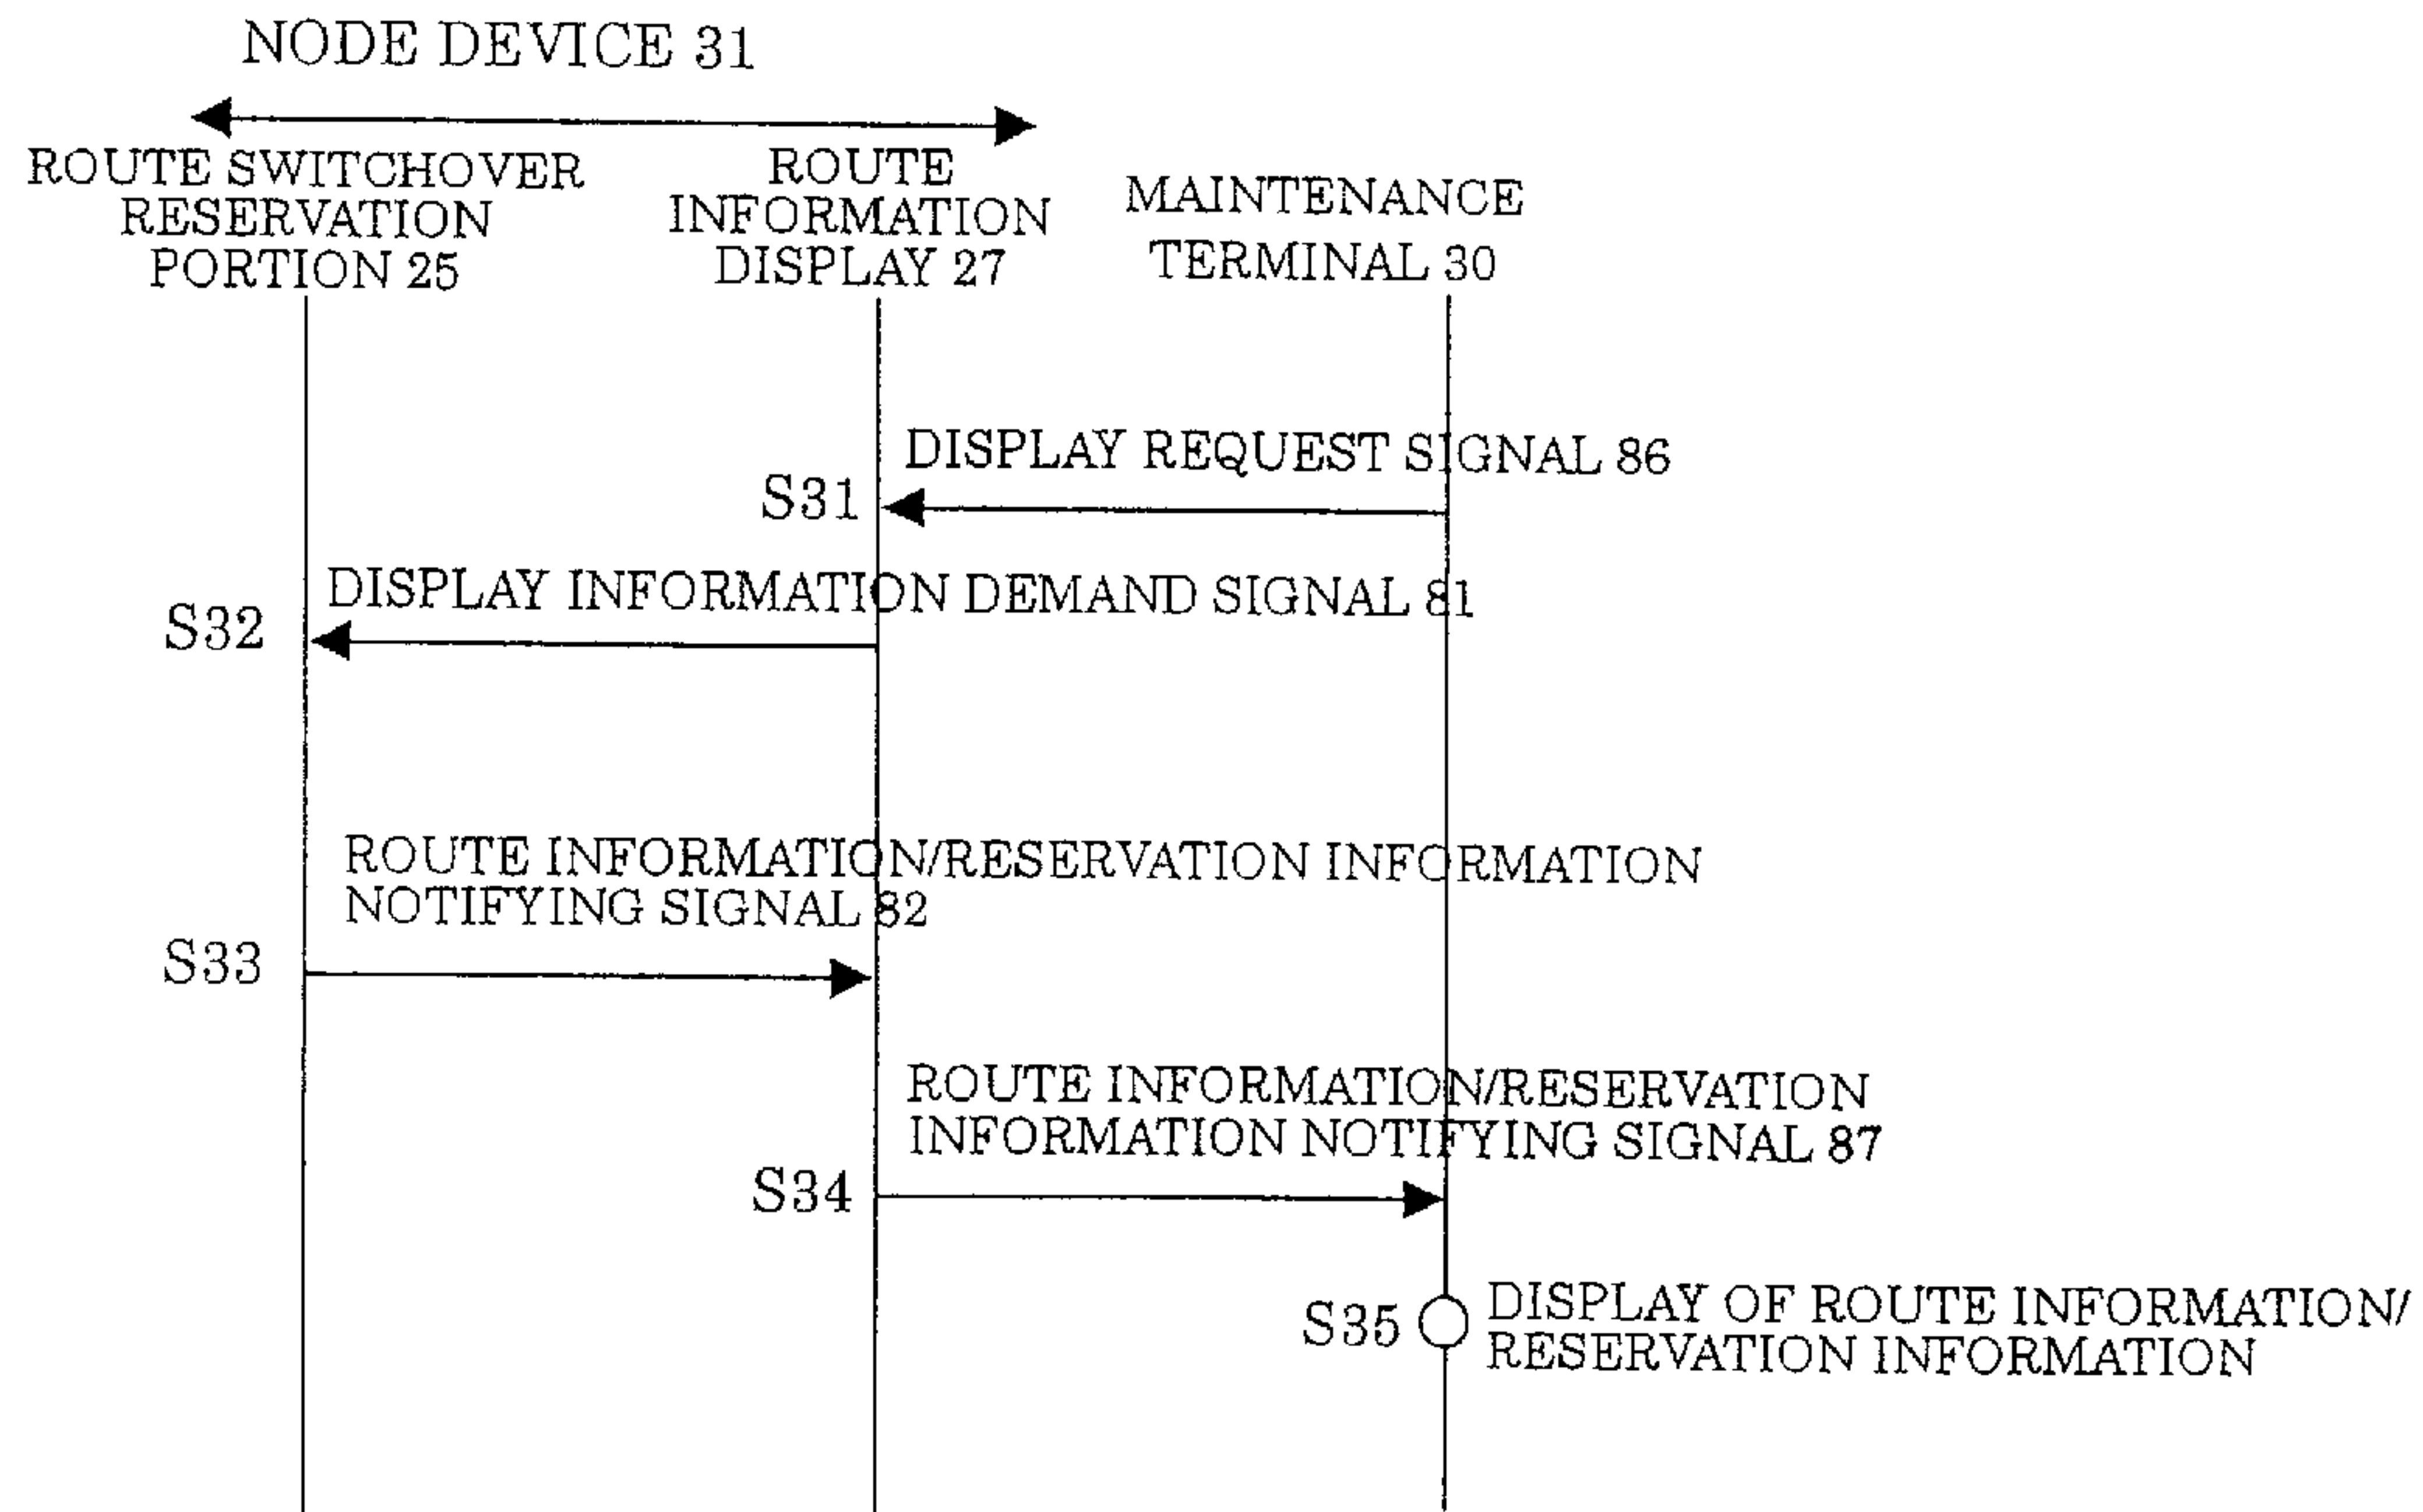 NODE DEVICE 31
ROUTE SWITCHOVER
RESERVATION
PORTION 25
ROUTE
INFORMATION
DISPLAY 27
MAINTENANCE
TERMINAL 30
DISPLAY REQUEST SIGNAL 86
S31
DISPLAY INFORMATION DEMAND SIGNAL 81
S32
ROUTE INFORMATION/RESERVATION INFORMATION
NOTIFYING SIGNAL 82
S33
ROUTE INFORMATION/RESERVATION
INFORMATION NOTIFYING SIGNAL 87
S34
S35
DISPLAY OF ROUTE INFORMATION/
RESERVATION INFORMATION